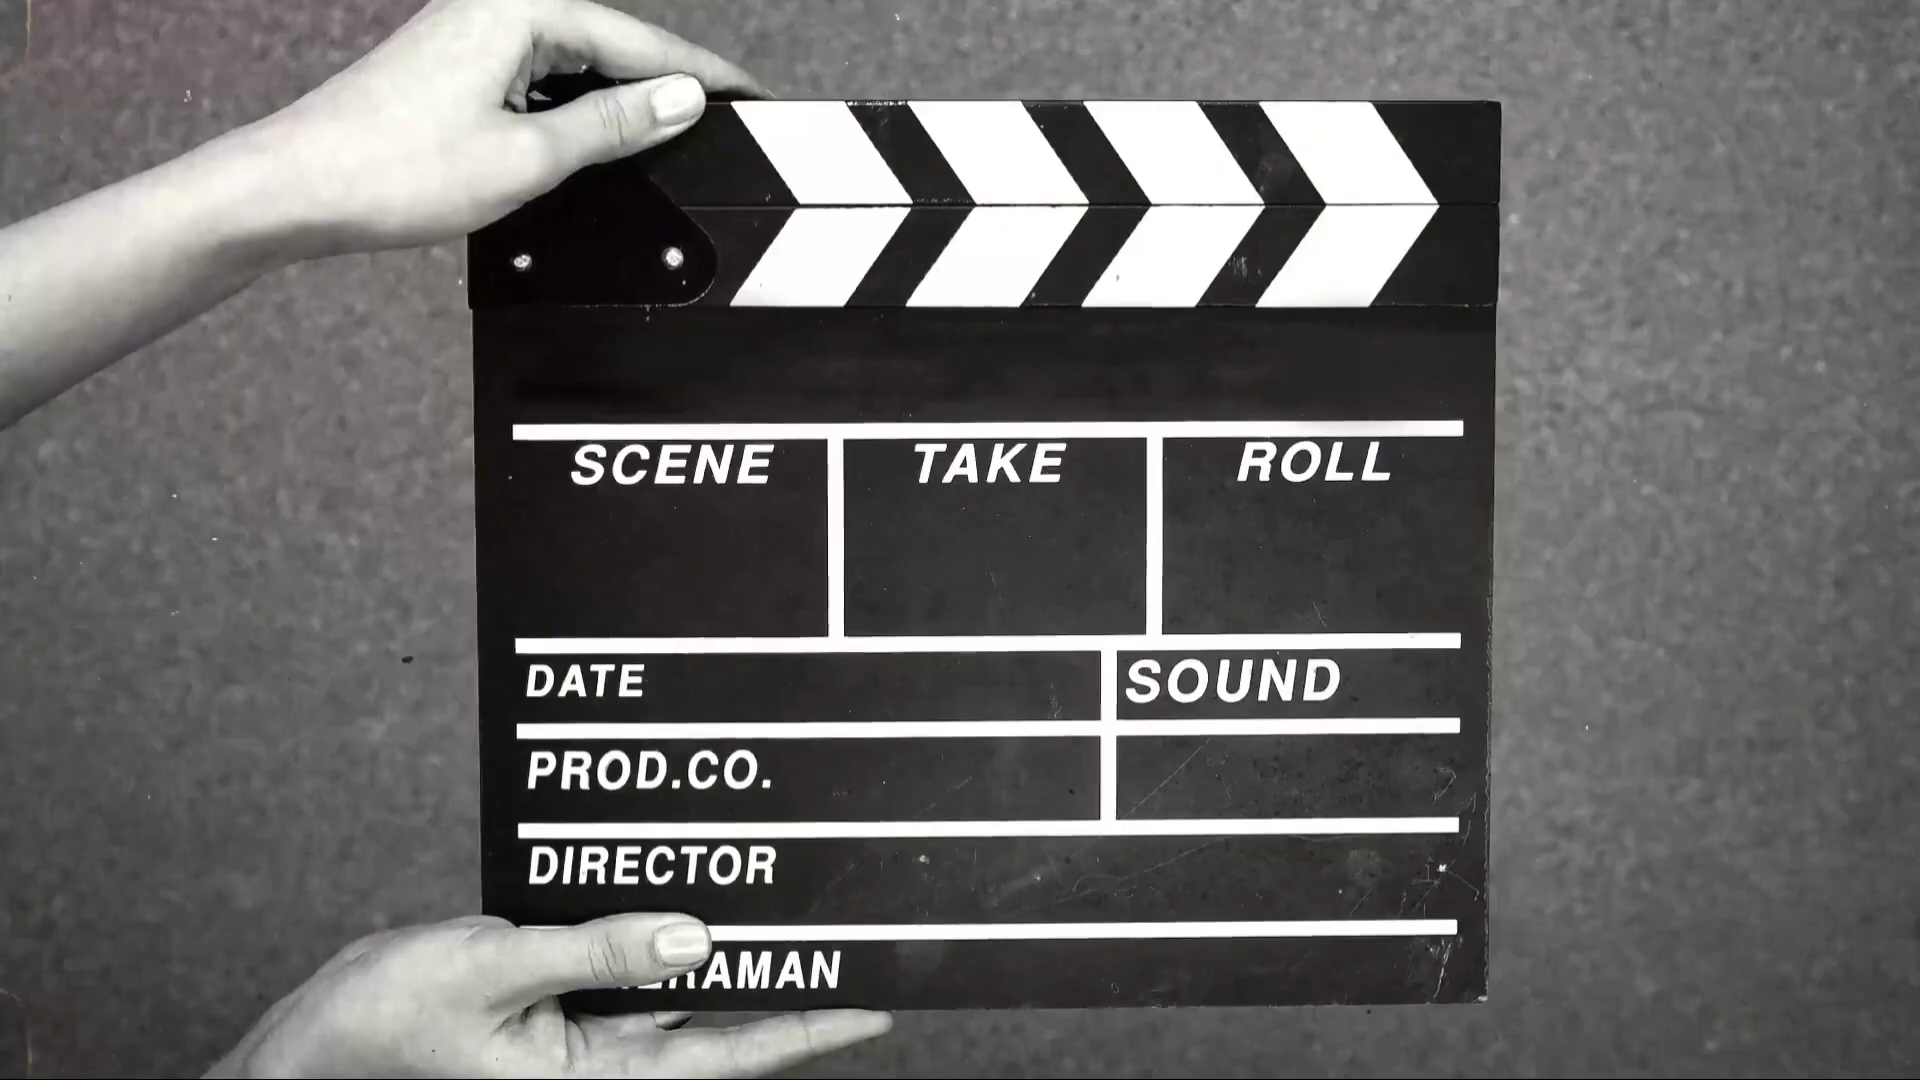 SCENE TAKE ROLL
DATE SOUND
PROD.CO.
DIRECTOR